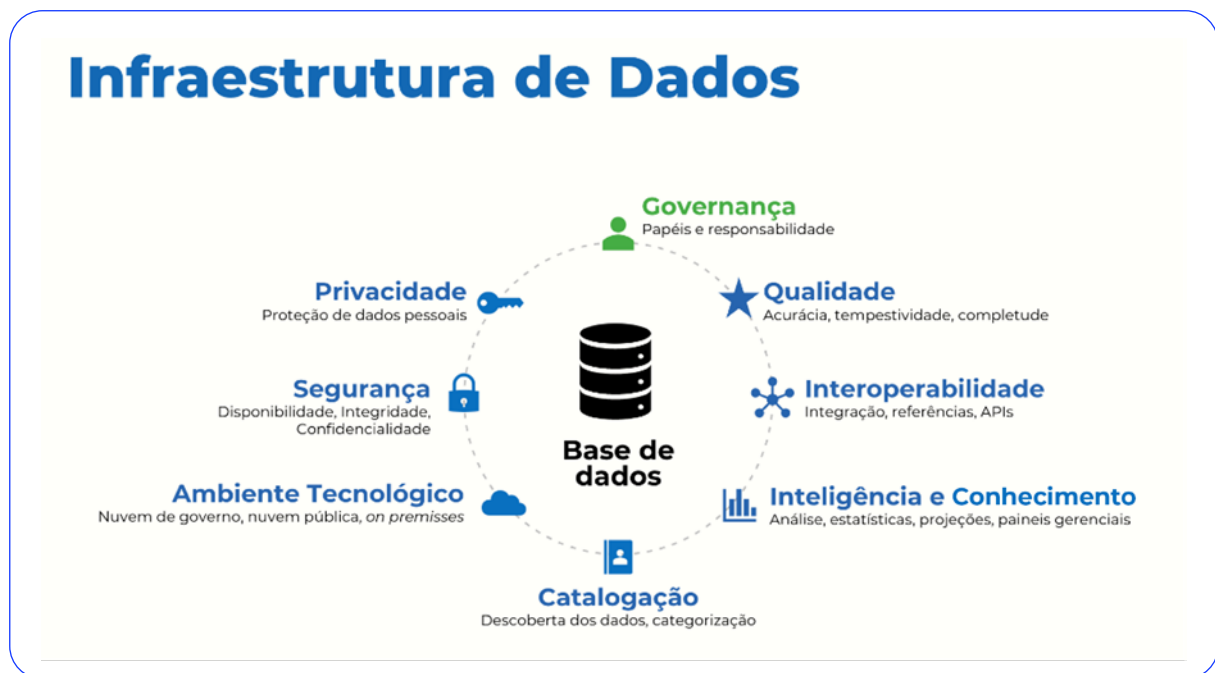 Infraestrutura de Dados
Governança
Papéis e responsabilidade
Privacidade
Proteção de dados pessoais
Qualidade
Acurácia, tempestividade, completude
Segurança
Disponibilidade, Integridade,
Confidencialidade
Interoperabilidade
Integração, referências, APIs
Base de
dados
Ambiente Tecnológico
Nuvem de governo, nuvem pública, on premisses
Inteligência e Conhecimento
Análise, estatísticas, projeções, paineis gerenciais
Catalogação
Descoberta dos dados, categorização